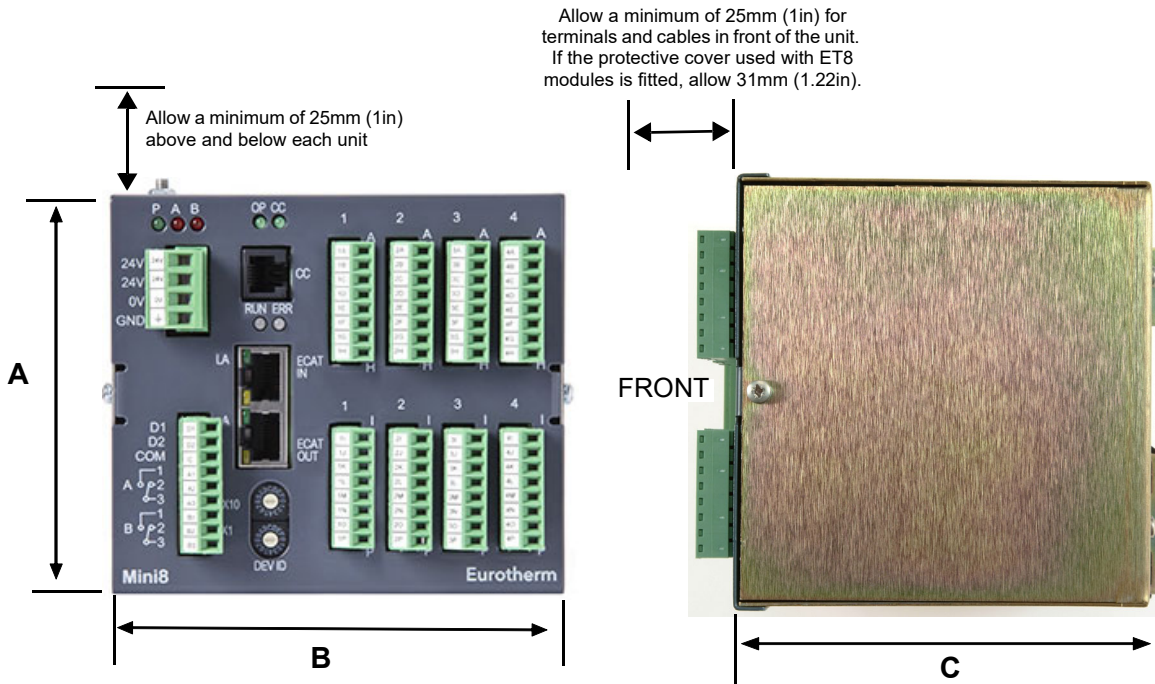 Allow a minimum of 25mm (1in) for
terminals and cables in front of the unit.
If the protective cover used with ET8
modules is fitted, allow 31mm (1.22in).
Allow a minimum of 25mm (1in)
above and below each unit
P A B
OP CC
1 2 3 4
A A A A
24V
24V
0V
GND
CC
RUN ERR
H H H
LA
ECAT
IN
A
FRONT
1 2 3 4
I I I I
ECAT
OUT
A
D1
D2
COM
1
A 2
3
1
B 2
3
X10
X1
DEV ID
P
Mini8
Eurotherm
B
C